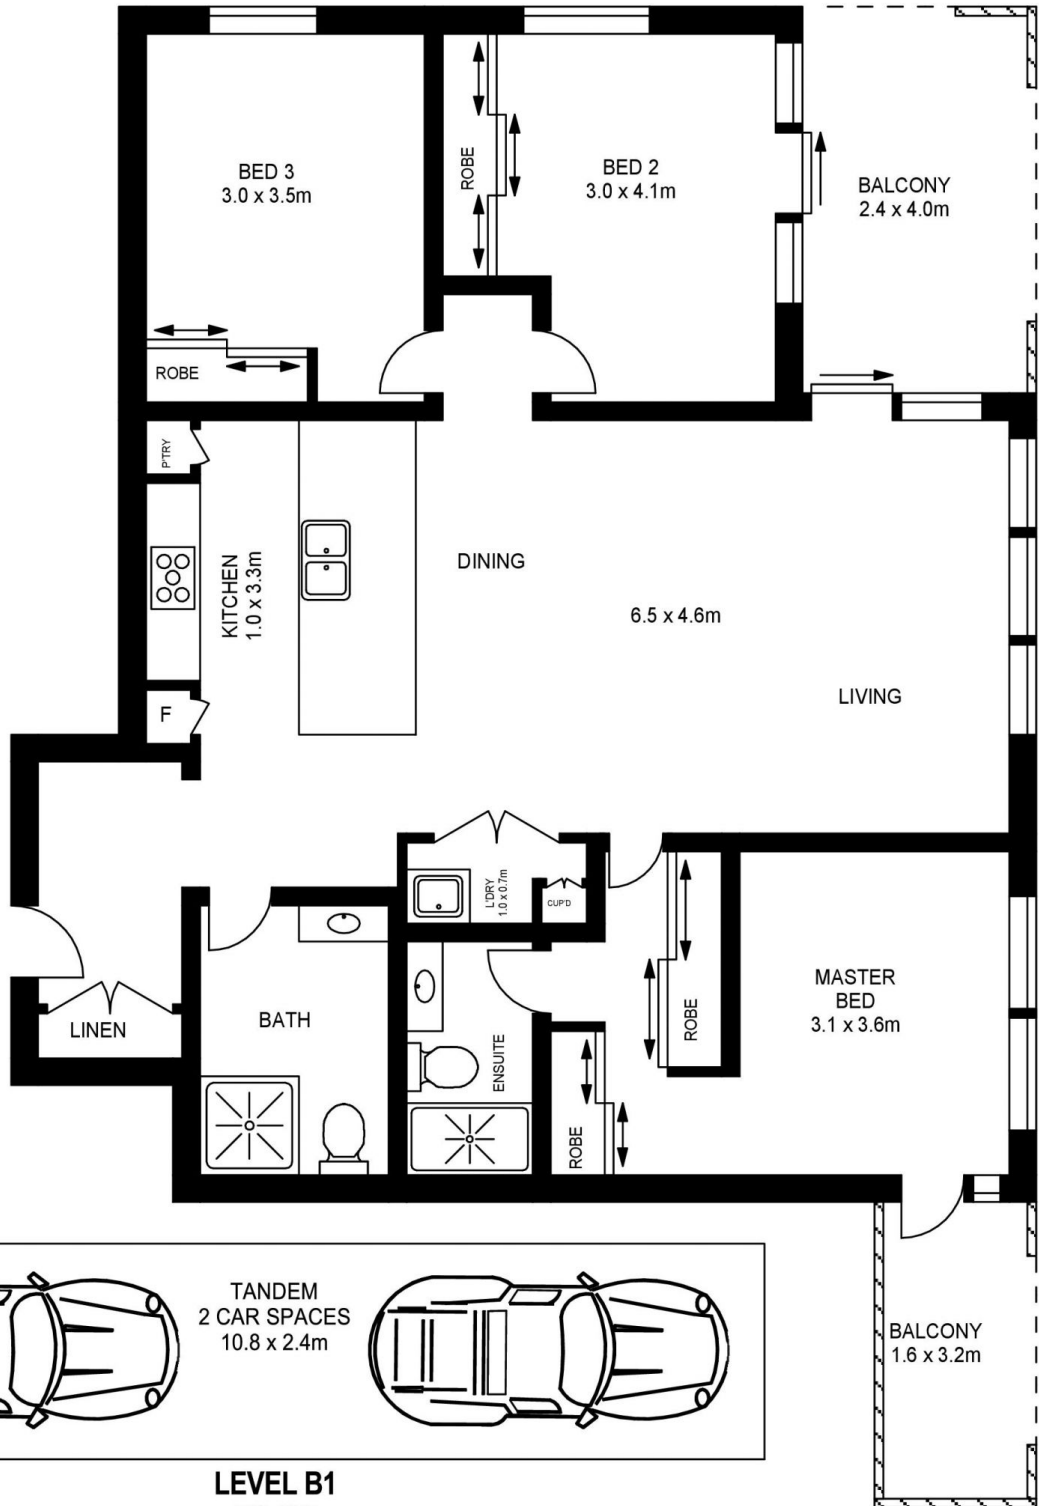 BED 3
3.0 x 3.5m
ROBE
BED 2
3.0 x 4.1m
BALCONY
2.4 x 4.0m
ROBE
P'TRY
KITCHEN
1.0 x 3.3m
DINING
6.5 x 4.6m
LIVING
F
L'DRY
1.0 x 0.7m
CUP'D
LINEN
BATH
ENSUITE
ROBE
ROBE
MASTER
BED
3.1 x 3.6m
TANDEM
2 CAR SPACES
10.8 x 2.4m
BALCONY
1.6 x 3.2m
LEVEL B1